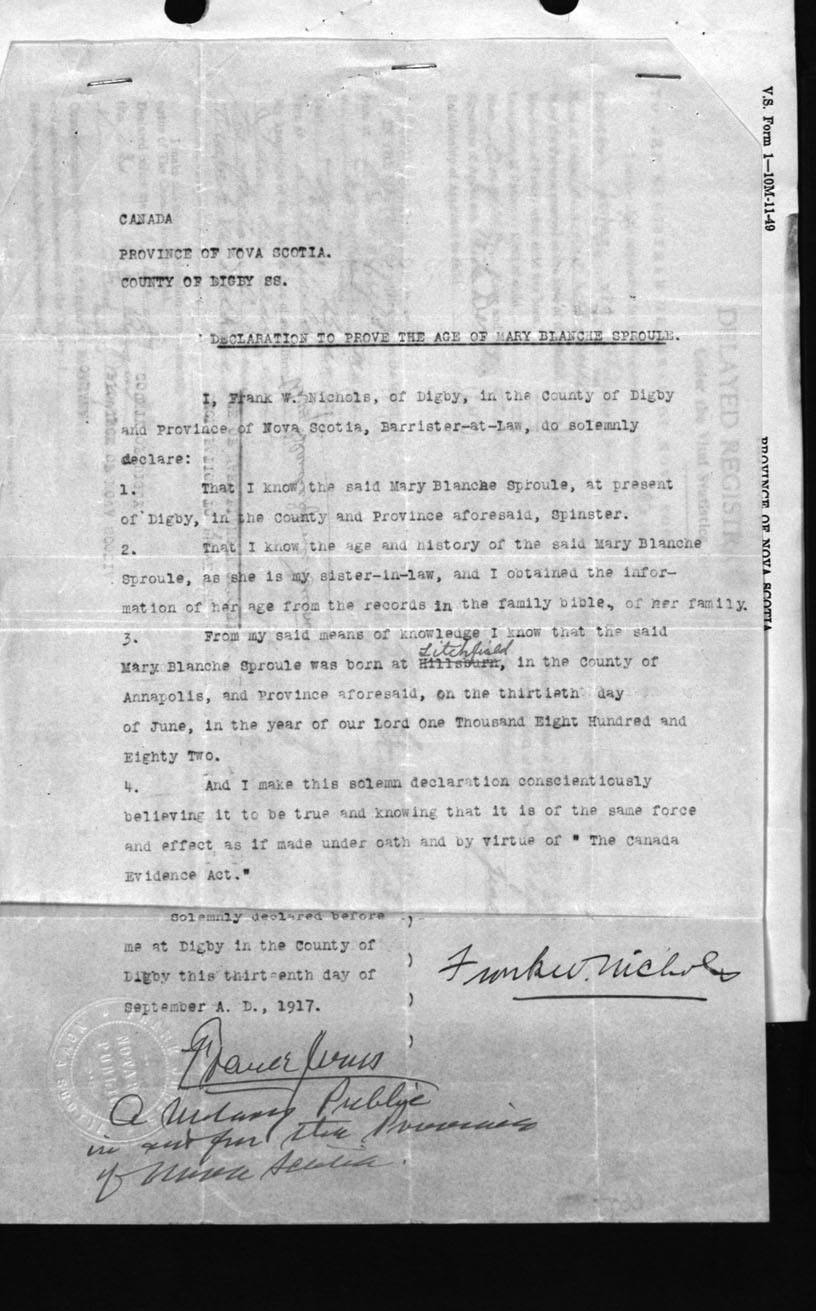 CANADA
PROVINCE OF NOVA SCOTIA.
COUNTY OF DIGBY SS.
DECLARATION TO PROVE THE AGE OF MARY BLANCHE SPROULE.
I, Frank W. Nichols, of Digby, in the County of Digby
and Province of Nova Scotia, Barrister-at-Law, do solemnly
declare:
1. That I know the said Mary Blanche Sproule, at present
of Digby, in the County and Province aforesaid, Spinster.
2. That I know the age and history of the said Mary Blanche
Sproule, as she is my sister-in-law, and I obtained the infor-
mation of her age from the records in the family bible., of her family.
3. From my said means of knowledge I know that the said
Litchfield
Mary Blanche Sproule was born at Hillsburn, in the County of
Annapolis, and Province aforesaid, on the thirtieth day
of June, in the year of our Lord One Thousand Eight Hundred and
Eighty Two.
4. And I make this solemn declaration conscientiously
believing it to be true and knowing that it is of the same force
and effect as if made under oath and by virtue of " The Canada
Evidence Act."
Solemnly declared before )
me at Digby in the County of )
Digby this thirteenth day of )
September A. D., 1917. )
Frank W. Nichols
A Notary Public
in and for the Province
of Nova Scotia.
V.S. Form 1—10M-11-49
PROVINCE OF NOVA SCOTIA
DELAYED REGISTR
NOVA SCOTIA